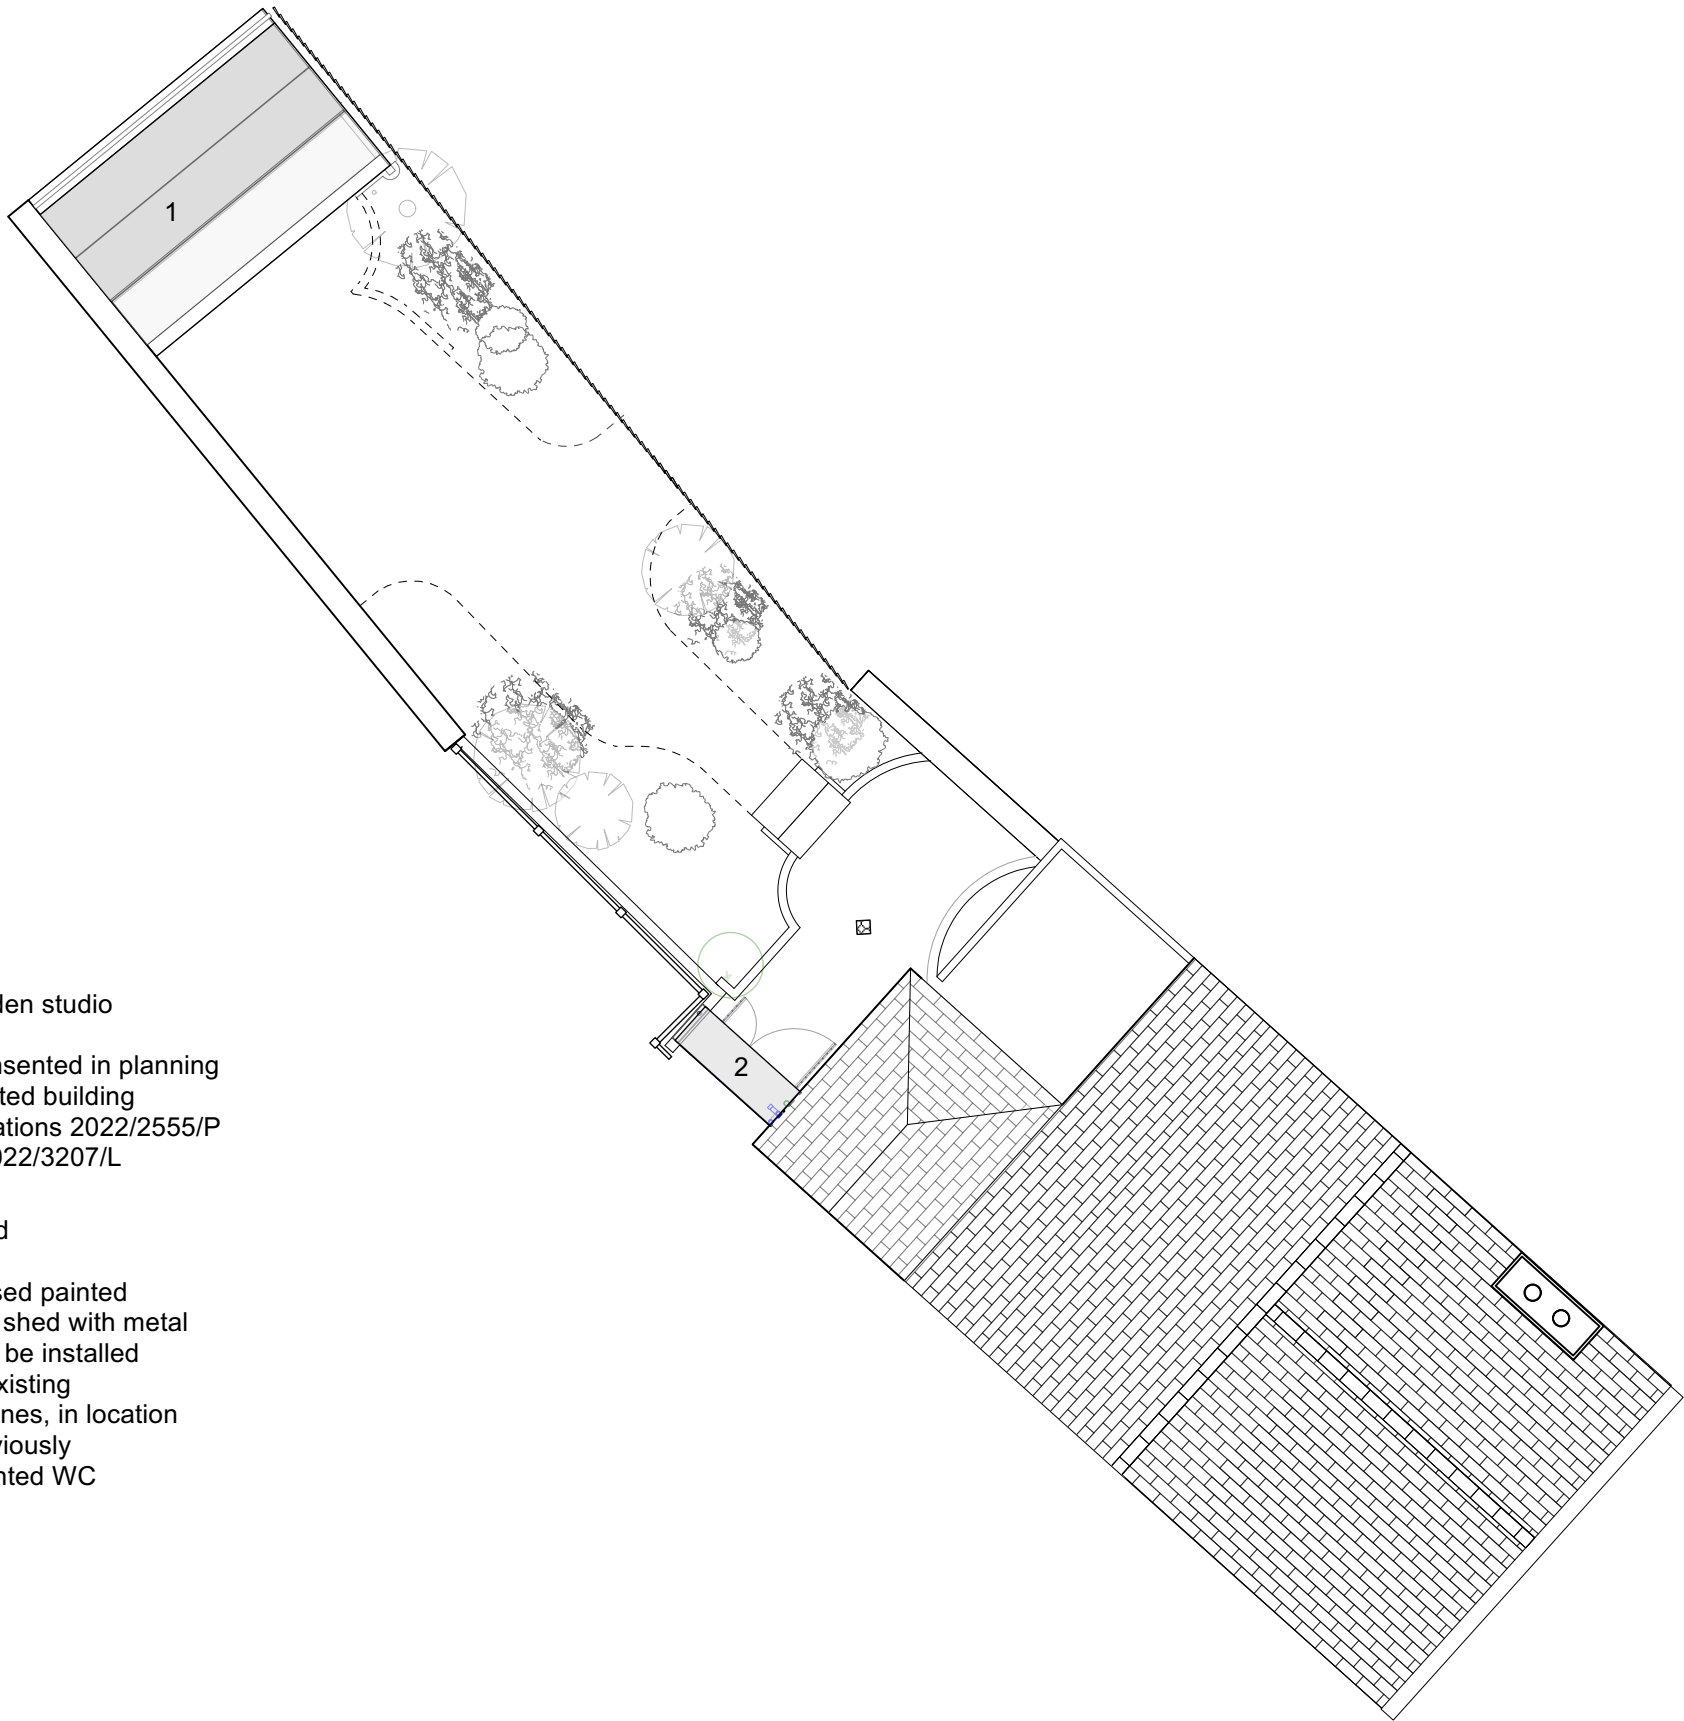 1
den studio
nsented in planning
ted building
ations 2022/2555/P
022/3207/L
d
sed painted
shed with metal
be installed
xisting
nes, in location
viously
nted WC
2